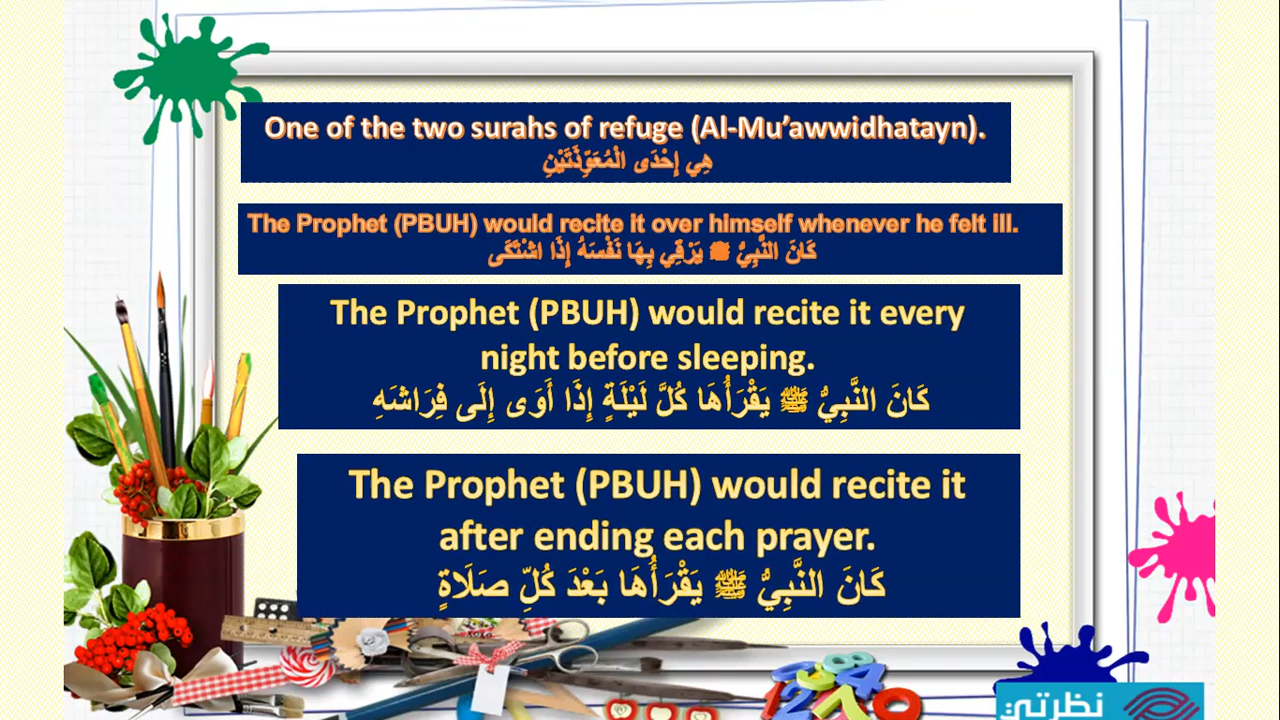 One of the two surahs of refuge (Al-Mu’awwidhatayn).
هِي إِحْدَى الْمُعَوِّذَتَيْنِ
The Prophet (PBUH) would recite it over himself whenever he felt ill.
كَانَ النَّبِيُّ ﷺ يَرْقِي بِهَا نَفْسَهُ إِذَا اشْتَكَى
The Prophet (PBUH) would recite it every
night before sleeping.
كَانَ النَّبِيُّ ﷺ يَقْرَأُهَا كُلَّ لَيْلَةٍ إِذَا أَوَى إِلَى فِرَاشَهِ
The Prophet (PBUH) would recite it
after ending each prayer.
كَانَ النَّبِيُّ ﷺ يَقْرَأُهَا بَعْدَ كُلِّ صَلَاةٍ
نظرتي